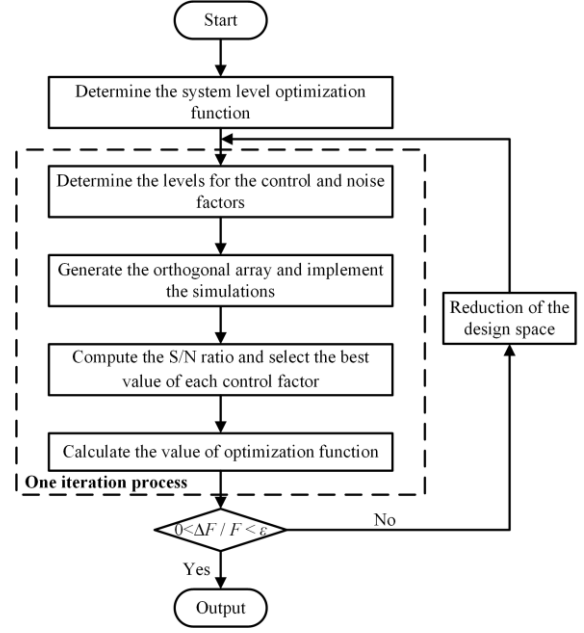 Start
Determine the system level optimization
function
Determine the levels for the control and noise
factors
Generate the orthogonal array and implement
the simulations
Compute the S/N ratio and select the best
value of each control factor
Calculate the value of optimization function
One iteration process
Reduction of the
design space
0<ΔF / F < ε
No
Yes
Output